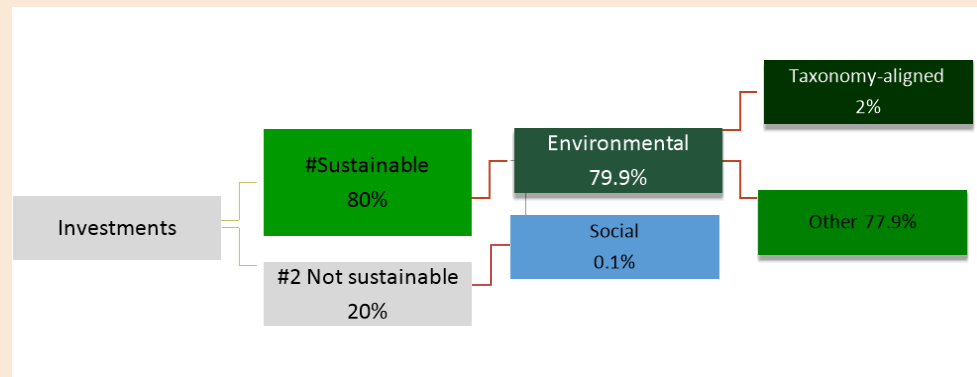 Investments
#Sustainable
80%
#2 Not sustainable
20%
Environmental
79.9%
Social
0.1%
Taxonomy-aligned
2%
Other 77.9%